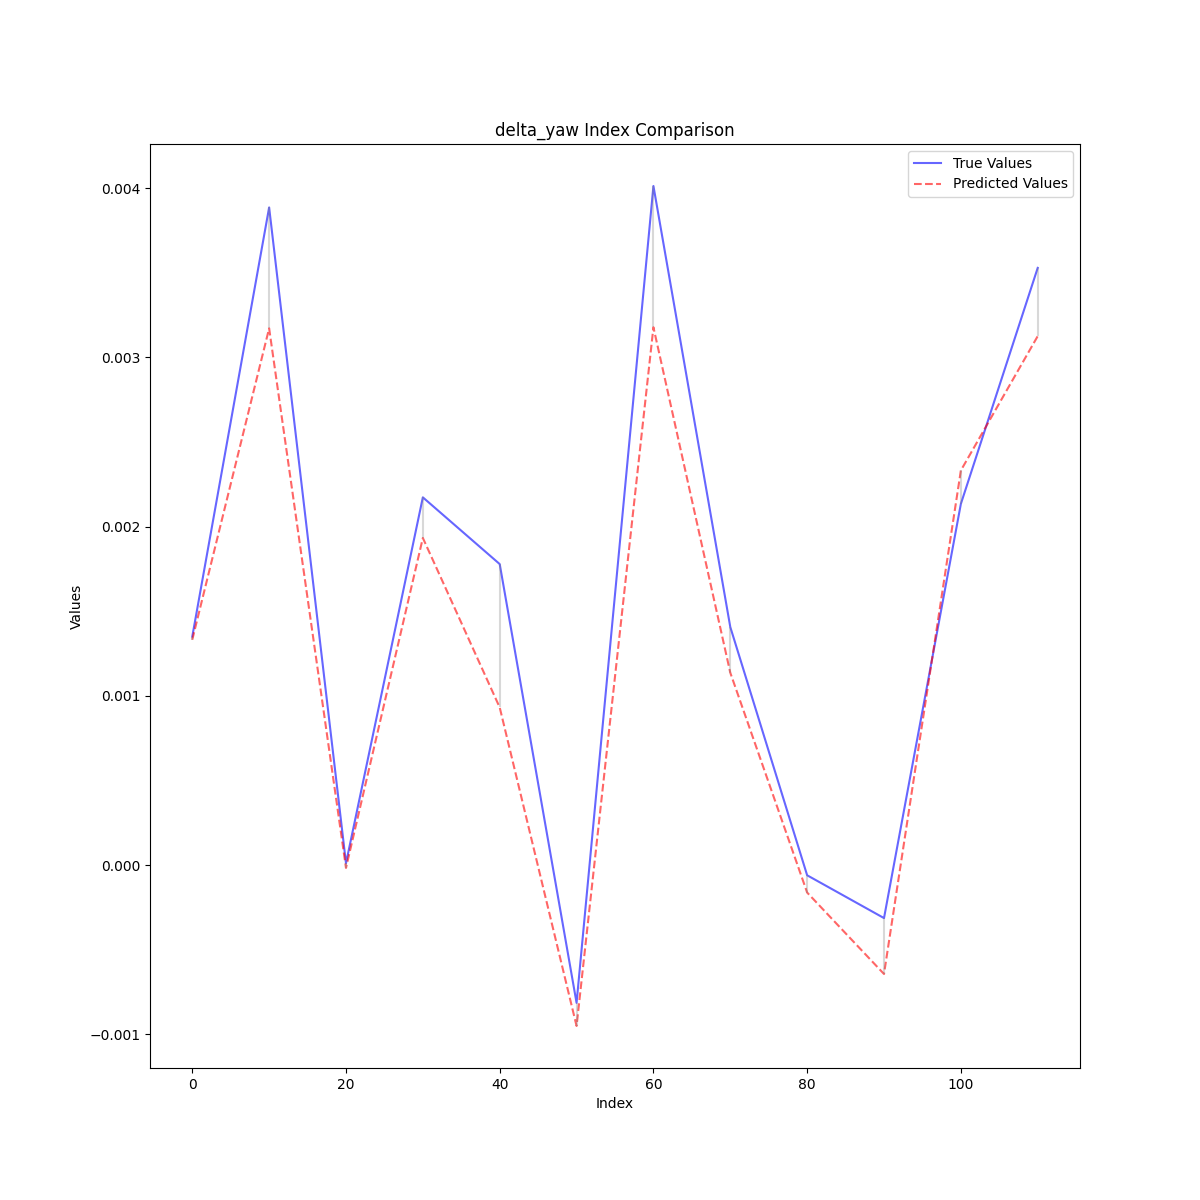 delta_yaw Index Comparison
True Values
Predicted Values
0.004
0.003
0.002
0.001
0.000
−0.001
Values
0 20 40 60 80 100
Index